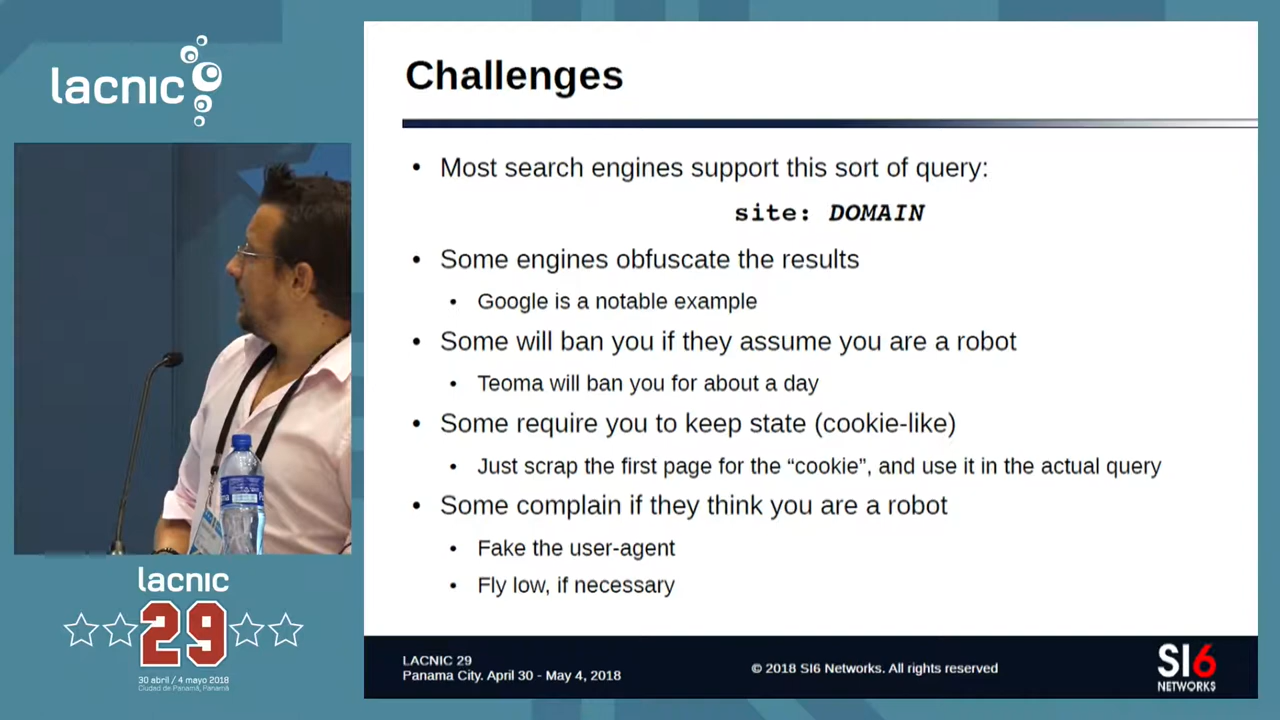 lacnic
Challenges
• Most search engines support this sort of query:
site: DOMAIN
• Some engines obfuscate the results
• Google is a notable example
• Some will ban you if they assume you are a robot
• Teoma will ban you for about a day
• Some require you to keep state (cookie-like)
• Just scrap the first page for the “cookie”, and use it in the actual query
• Some complain if they think you are a robot
• Fake the user-agent
• Fly low, if necessary
lacnic
29
30 abril / 4 mayo 2018
Ciudad de Panamá, Panamá
LACNIC 29
Panama City. April 30 - May 4, 2018
© 2018 SI6 Networks. All rights reserved
SI6
NETWORKS